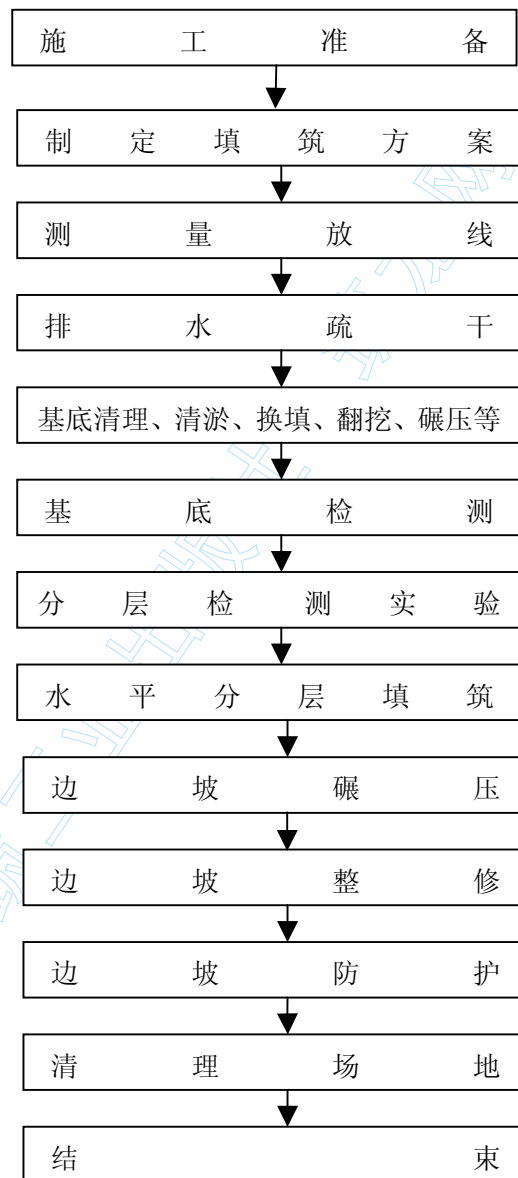 施工准备
制定填筑方案
测量放线
排水疏干
基底清理、清淤、换填、翻挖、碾压等
基底检测
分层检测实验
水平分层填筑
边坡碾压
边坡整修
边坡防护
清理场地
结束